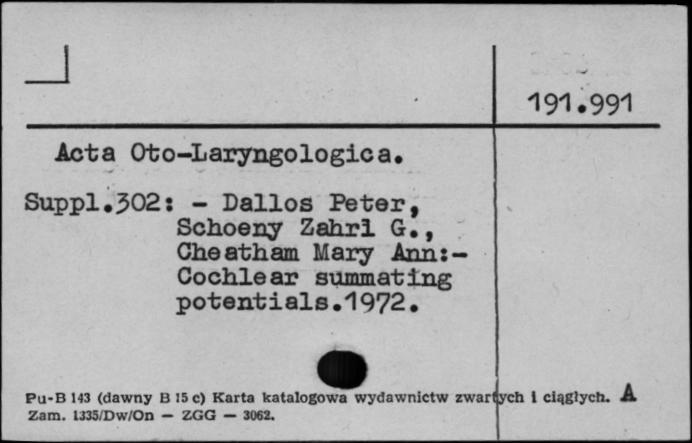 191.991
Acta Oto-Laryngologica.
Suppl.302: - Dallos Peter,
Schoeny Zahrl G.,
Cheatham Mary Ann:-
Cochlear summating
potentials.1972.
Pu-B 143 (dawny B 15 c) Karta katalogowa wydawnictw zwartych i ciągłych. A
Zam. 1335/Dw/On — ZGG — 3062.